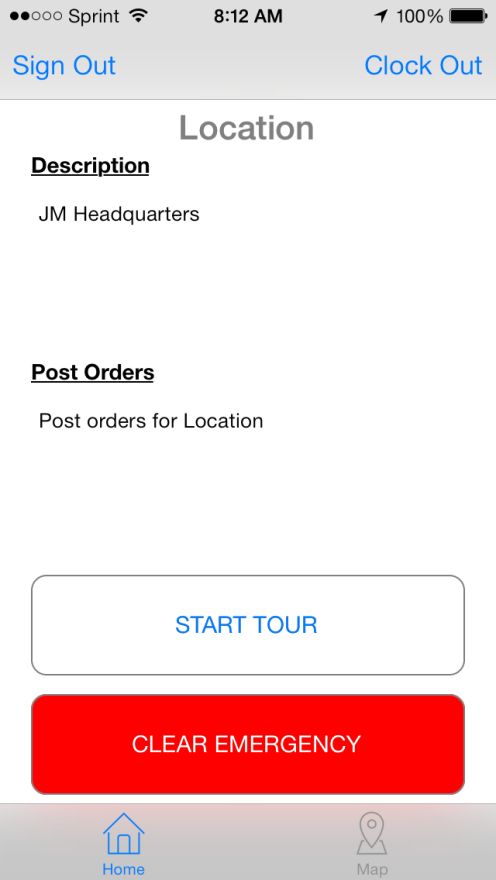 Sprint 8:12 AM 100%
Sign Out Clock Out
Location
Description
JM Headquarters
Post Orders
Post orders for Location
START TOUR
CLEAR EMERGENCY
Home Map